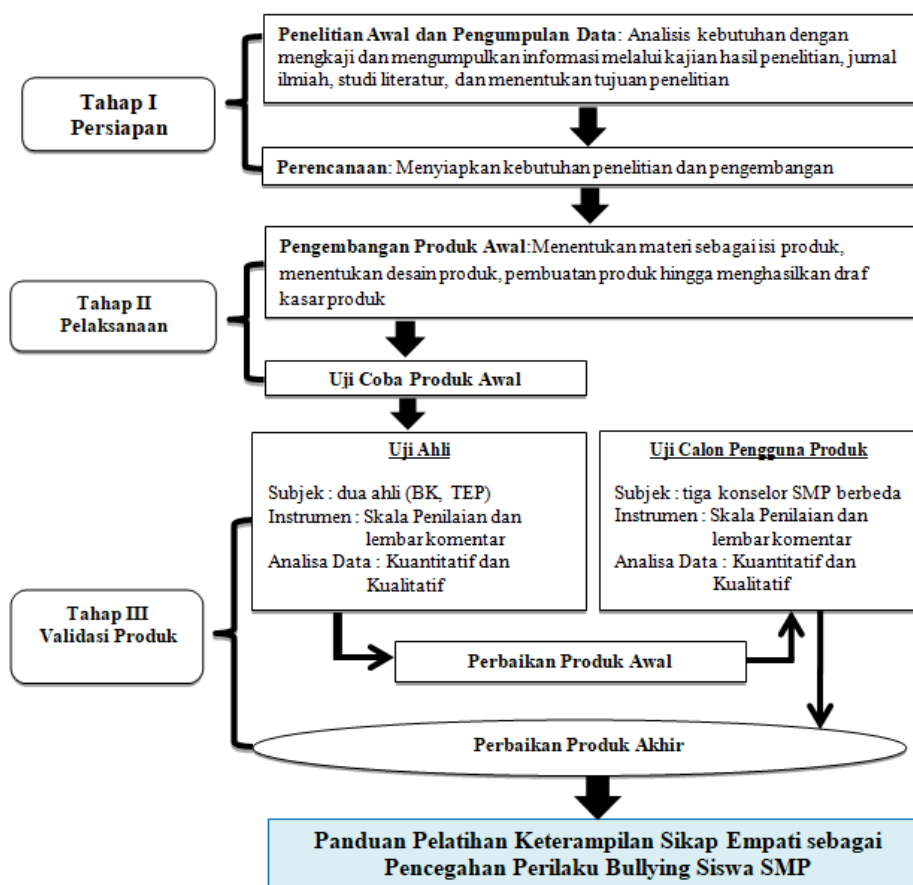 Tahap I
Persiapan
Penelitian Awal dan Pengumpulan Data: Analisis kebutuhan dengan
mengkaji dan mengumpulkan informasi melalui kajian hasil penelitian, jurnal
ilmiah, studi literatur, dan menentukan tujuan penelitian
Perencanaan: Menyiapkan kebutuhan penelitian dan pengembangan
Tahap II
Pelaksanaan
Pengembangan Produk Awal:Menentukan materi sebagai isi produk,
menentukan desain produk, pembuatan produk hingga menghasilkan draf
kasar produk
Uji Coba Produk Awal
Tahap III
Validasi Produk
Uji Ahli
Subjek : dua ahli (BK, TEP)
Instrumen : Skala Penilaian dan
lembar komentar
Analisa Data : Kuantitatif dan
Kualitatif
Uji Calon Pengguna Produk
Subjek : tiga konselor SMP berbeda
Instrumen : Skala Penilaian dan
lembar komentar
Analisa Data : Kuantitatif dan
Kualitatif
Perbaikan Produk Awal
Perbaikan Produk Akhir
Panduan Pelatihan Keterampilan Sikap Empati sebagai
Pencegahan Perilaku Bullying Siswa SMP